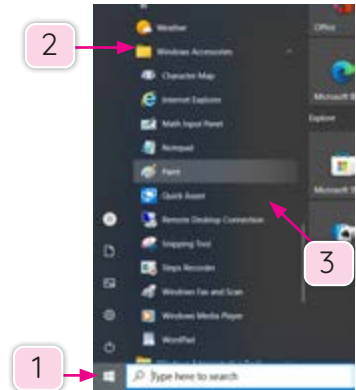 2
Weather
Office
Windows Accessories
Character Map
Internet Explorer
Math Input Panel
Explorer
Notepad
Paint
Quick Assist
Remote Desktop Connection
Snipping Tool
3
Steps Recorder
Windows Fax and Scan
Windows Media Player
WordPad
1
Type here to search